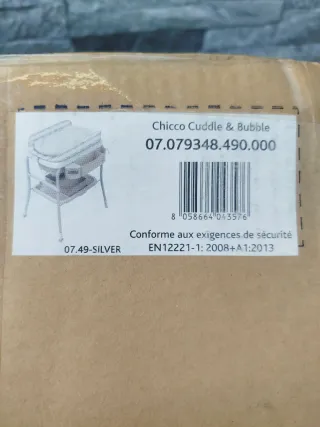 Chicco Cuddle & Bubble
07.079348.490.000
8 058664 043576
07.49-SILVER
Conforme aux exigences de sécurité
EN12221-1: 2008+A1:2013